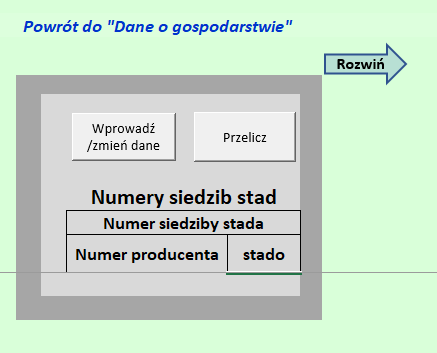 Powrót do "Dane o gospodarstwie"
Rozwiń
Wprowadź
/zmień dane
Przelicz
Numery siedzib stad
Numer siedziby stada
Numer producenta
stado